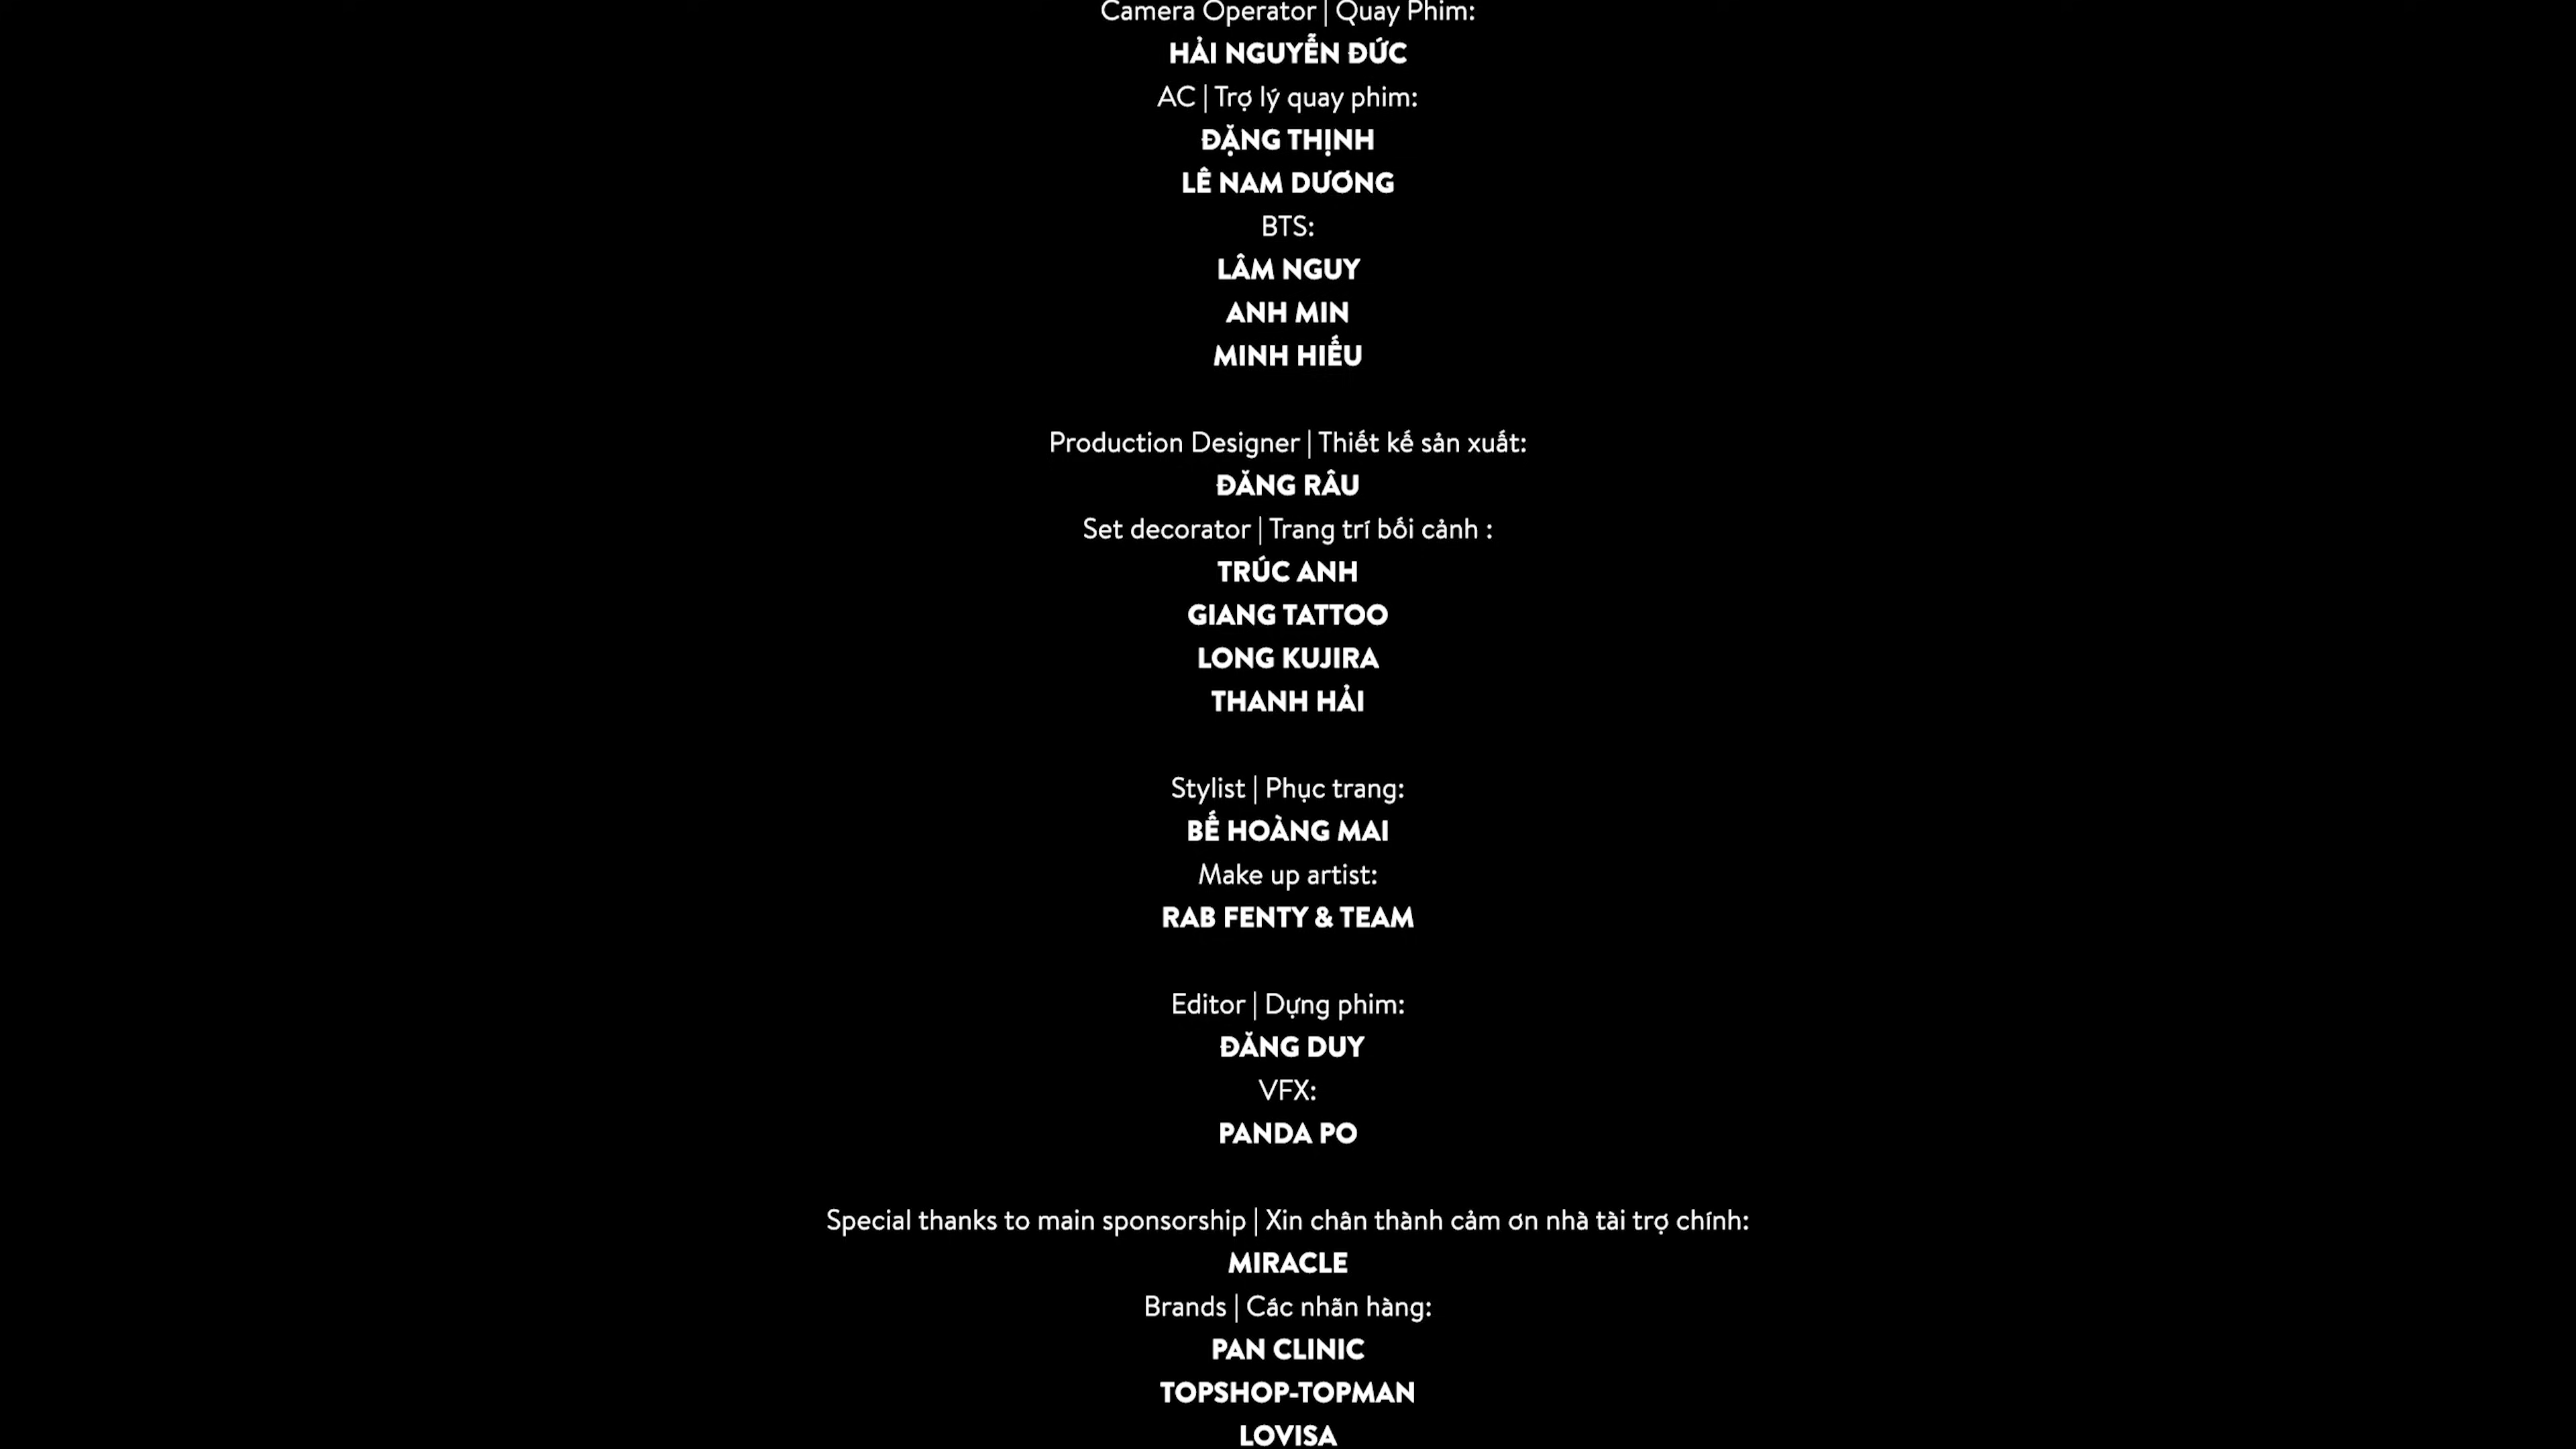 Camera Operator | Quay Phim:
HẢI NGUYỄN ĐỨC
AC | Trợ lý quay phim:
ĐẶNG THỊNH
LÊ NAM DƯƠNG
BTS:
LÂM NGUY
ANH MIN
MINH HIẾU
Production Designer | Thiết kế sản xuất:
ĐĂNG RÂU
Set decorator | Trang trí bối cảnh :
TRÚC ANH
GIANG TATTOO
LONG KUJIRA
THANH HẢI
Stylist | Phục trang:
BẾ HOÀNG MAI
Make up artist:
RAB FENTY & TEAM
Editor | Dựng phim:
ĐĂNG DUY
VFX:
PANDA PO
Special thanks to main sponsorship | Xin chân thành cảm ơn nhà tài trợ chính:
MIRACLE
Brands | Các nhãn hàng:
PAN CLINIC
TOPSHOP-TOPMAN
LOVISA